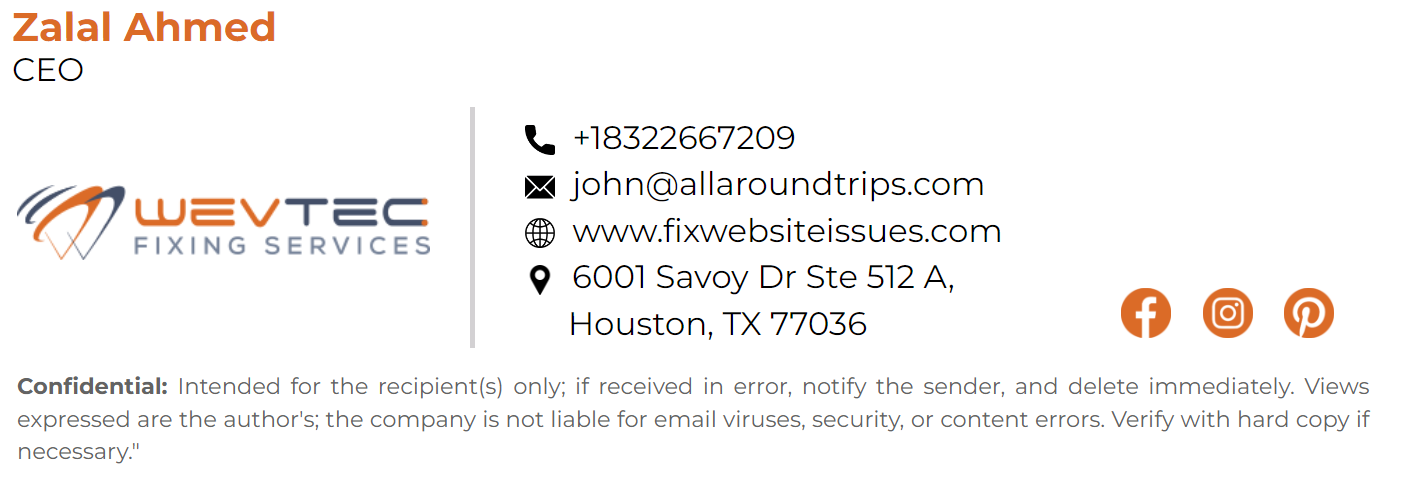 Zalal Ahmed
CEO
WEVTEC
FIXING SERVICES
+18322667209
john@allaroundtrips.com
www.fixwebsiteissues.com
6001 Savoy Dr Ste 512 A,
Houston, TX 77036
Confidential: Intended for the recipient(s) only; if received in error, notify the sender, and delete immediately. Views
expressed are the author's; the company is not liable for email viruses, security, or content errors. Verify with hard copy if
necessary."